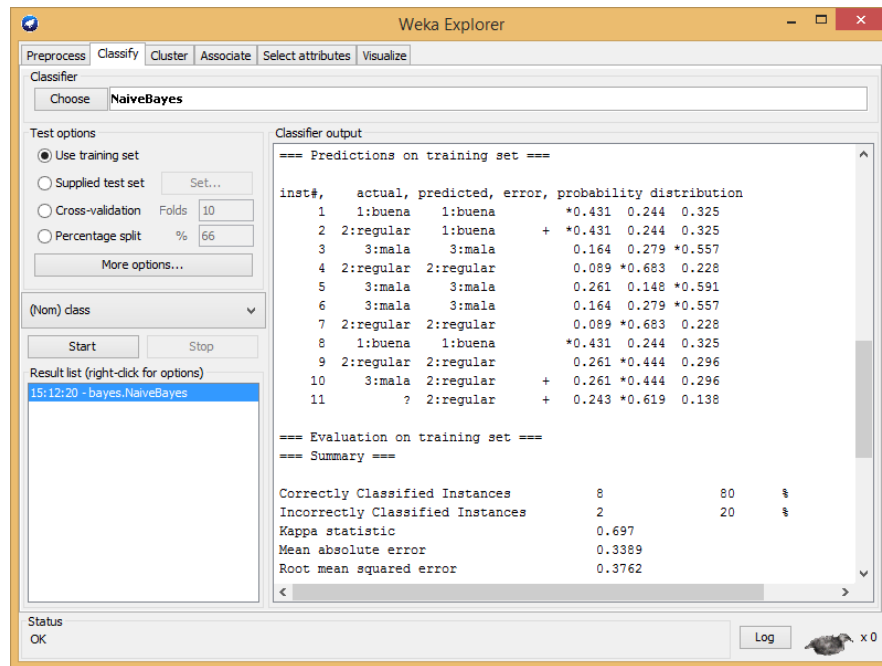 Weka Explorer
Preprocess Classify Cluster Associate Select attributes Visualize
Classifier
Choose NaiveBayes
Test options
Use training set
Supplied test set Set...
Cross-validation Folds 10
Percentage split % 66
More options...
(Nom) class
Start Stop
Result list (right-click for options)
15:12:20 - bayes.NaiveBayes
Classifier output
=== Predictions on training set ===
inst#, actual, predicted, error, probability distribution
1 1:buena 1:buena *0.431 0.244 0.325
2 2:regular 1:buena + *0.431 0.244 0.325
3 3:mala 3:mala 0.164 0.279 *0.557
4 2:regular 2:regular 0.089 *0.683 0.228
5 3:mala 3:mala 0.261 0.148 *0.591
6 3:mala 3:mala 0.164 0.279 *0.557
7 2:regular 2:regular 0.089 *0.683 0.228
8 1:buena 1:buena *0.431 0.244 0.325
9 2:regular 2:regular 0.261 *0.444 0.296
10 3:mala 2:regular + 0.261 *0.444 0.296
11 ? 2:regular + 0.243 *0.619 0.138
=== Evaluation on training set ===
=== Summary ===
Correctly Classified Instances 8 80 %
Incorrectly Classified Instances 2 20 %
Kappa statistic 0.697
Mean absolute error 0.3389
Root mean squared error 0.3762
Status
OK
Log x 0